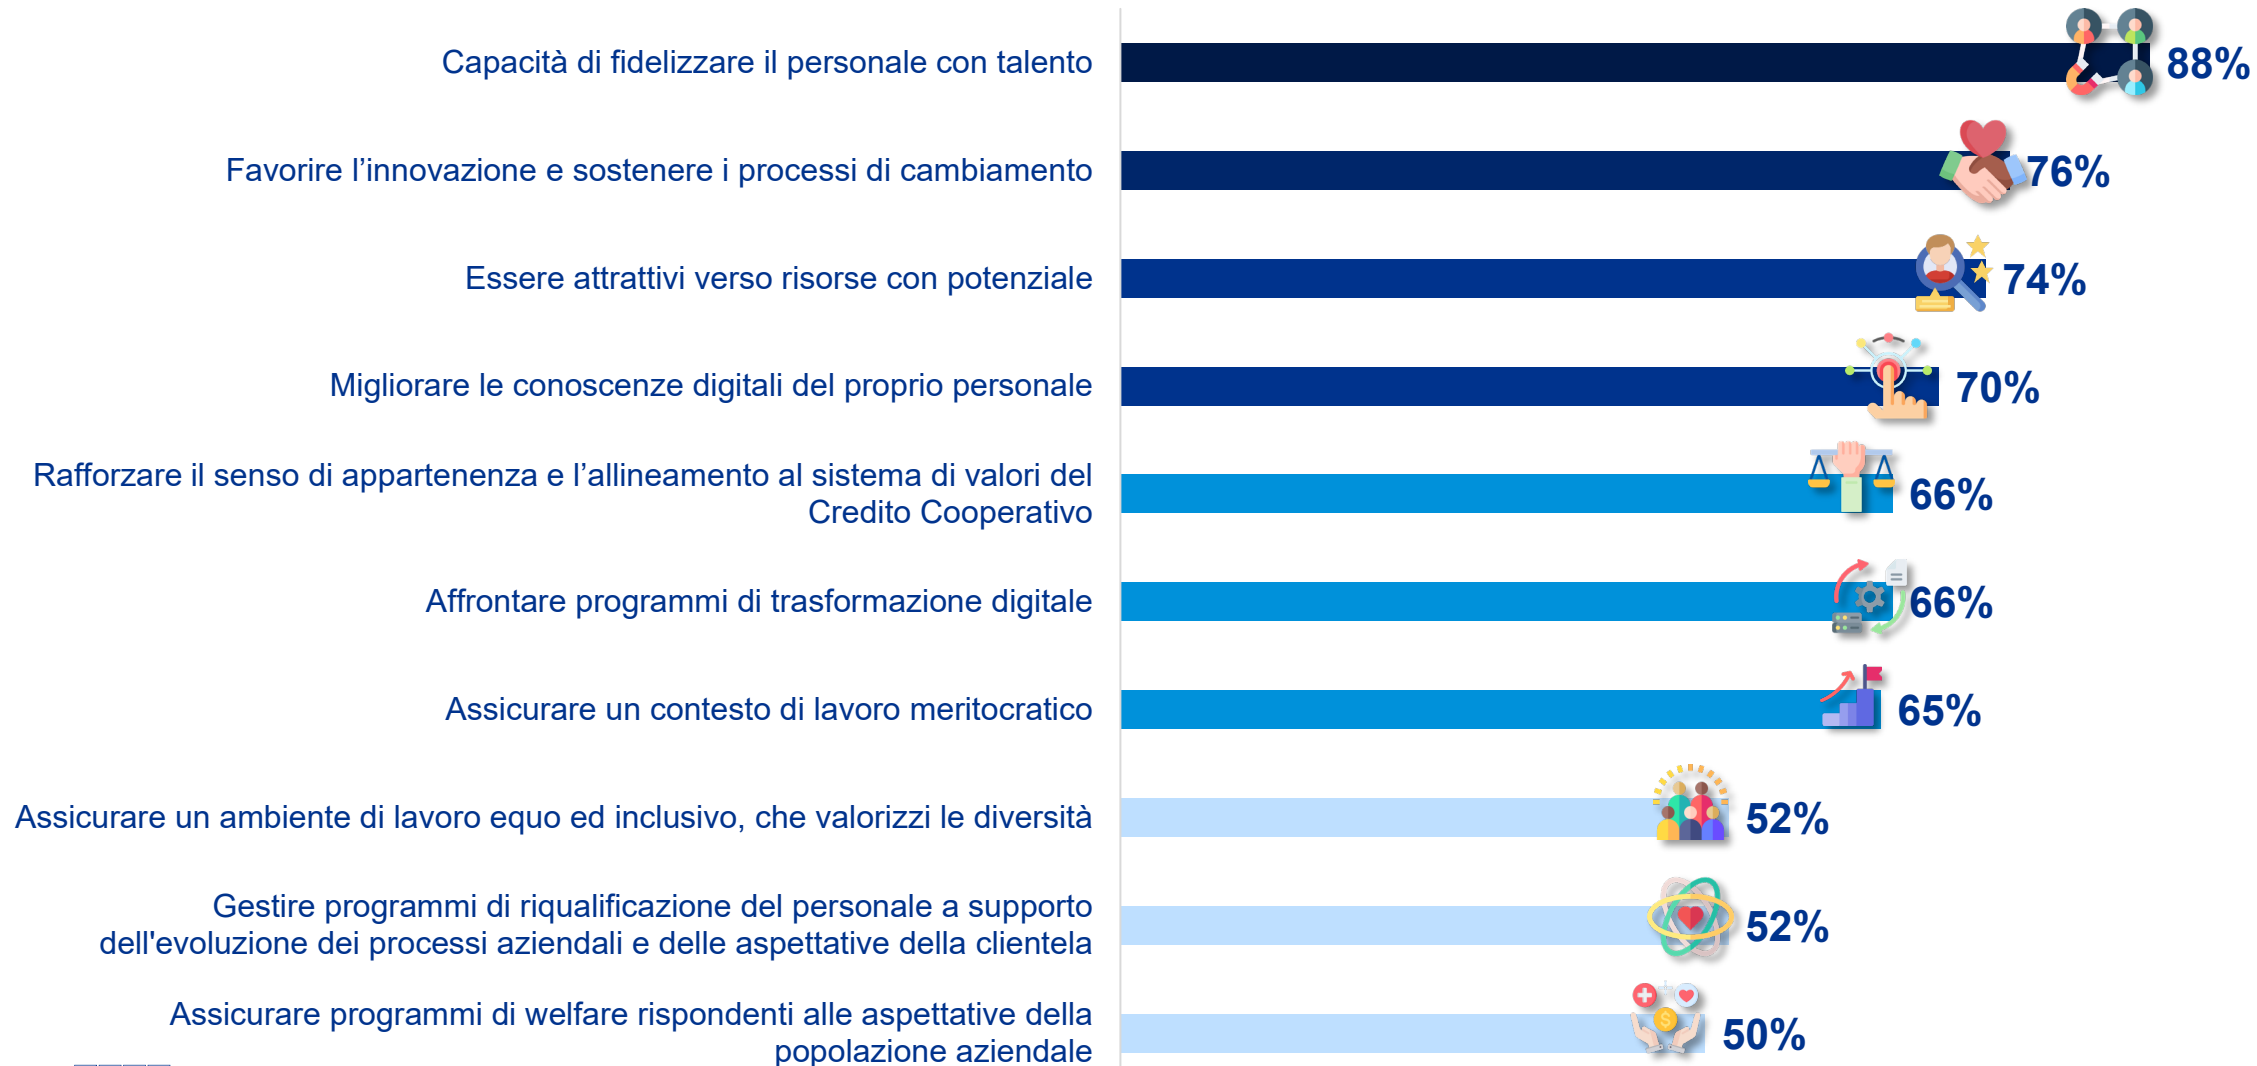 Capacità di fidelizzare il personale con talento
88%
Favorire l’innovazione e sostenere i processi di cambiamento
76%
Essere attrattivi verso risorse con potenziale
74%
Migliorare le conoscenze digitali del proprio personale
70%
Rafforzare il senso di appartenenza e l’allineamento al sistema di valori del
Credito Cooperativo
66%
Affrontare programmi di trasformazione digitale
66%
Assicurare un contesto di lavoro meritocratico
65%
Assicurare un ambiente di lavoro equo ed inclusivo, che valorizzi le diversità
52%
Gestire programmi di riqualificazione del personale a supporto
dell'evoluzione dei processi aziendali e delle aspettative della clientela
52%
Assicurare programmi di welfare rispondenti alle aspettative della
popolazione aziendale
50%